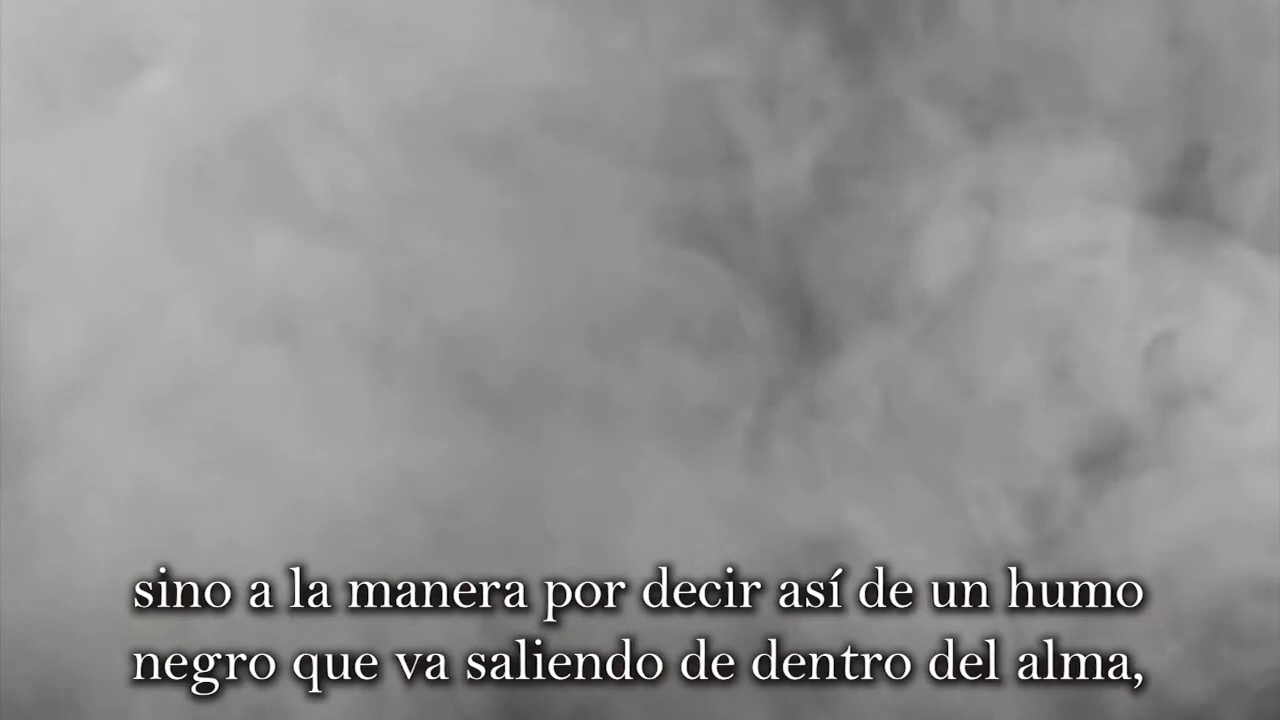 sino a la manera por decir así de un humo
negro que va saliendo de dentro del alma,